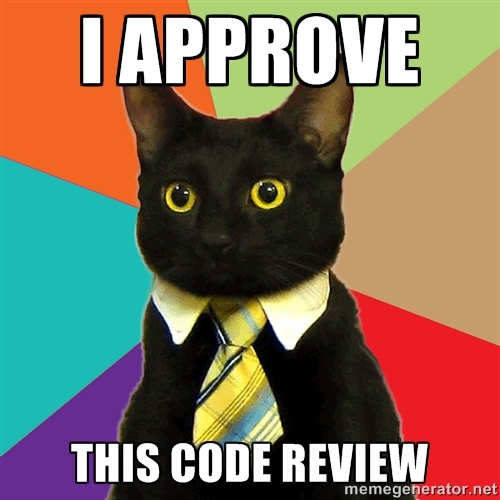 I APPROVE
THIS CODE REVIEW
memegenerator.net